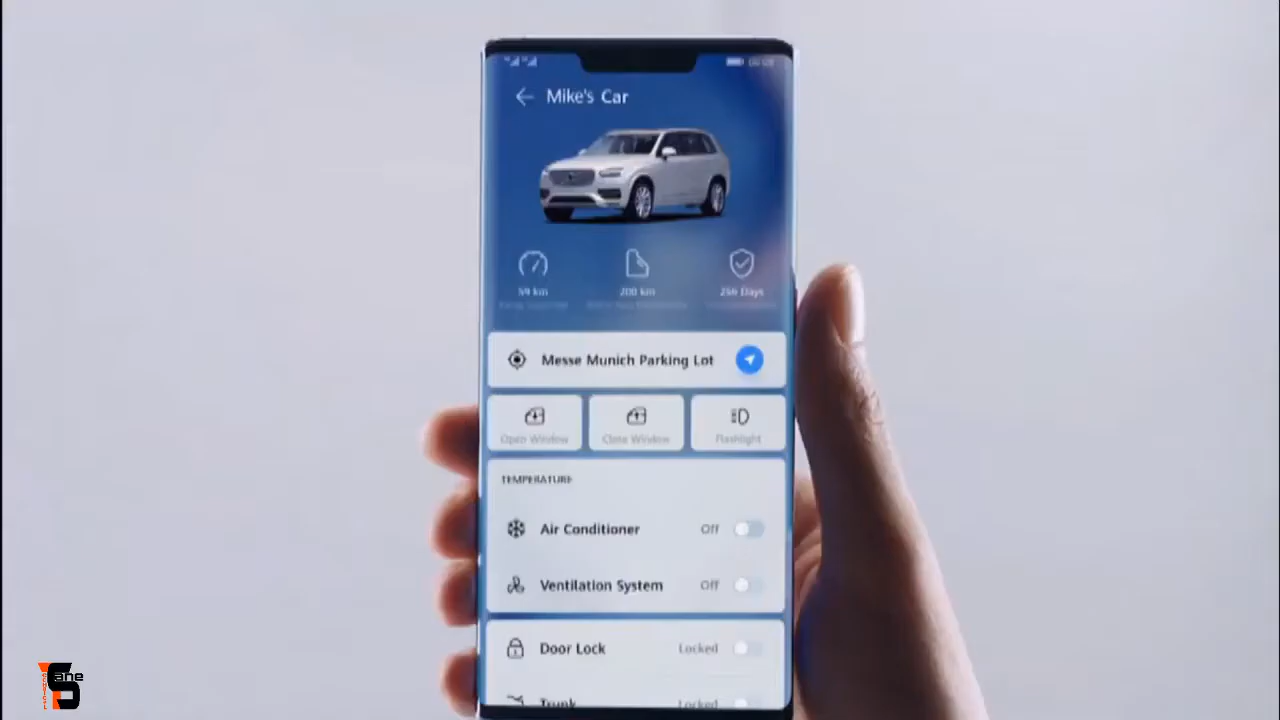 Mike's Car
59 km
200 km
256 Days
Messe Munich Parking Lot
Open Window
Close Window
Flashlight
TEMPERATURE
Air Conditioner
Off
Ventilation System
Off
Door Lock
Locked
Trunk
Locked